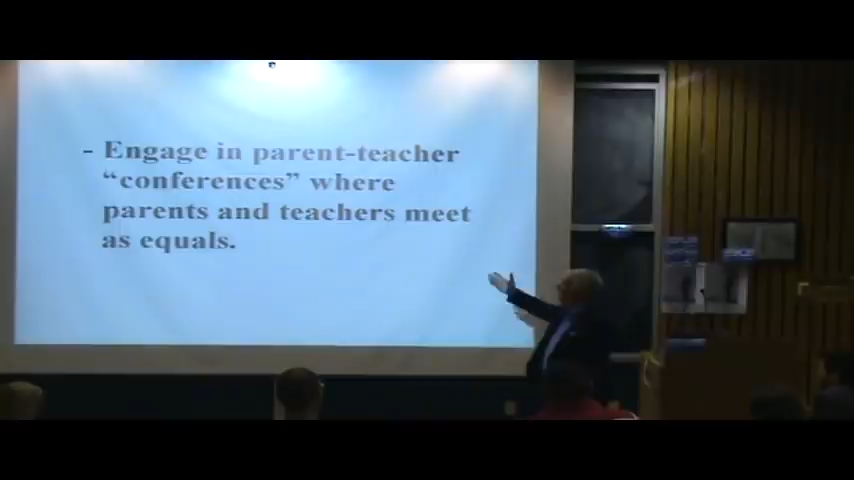 - Engage in parent-teacher
“conferences” where
parents and teachers meet
as equals.